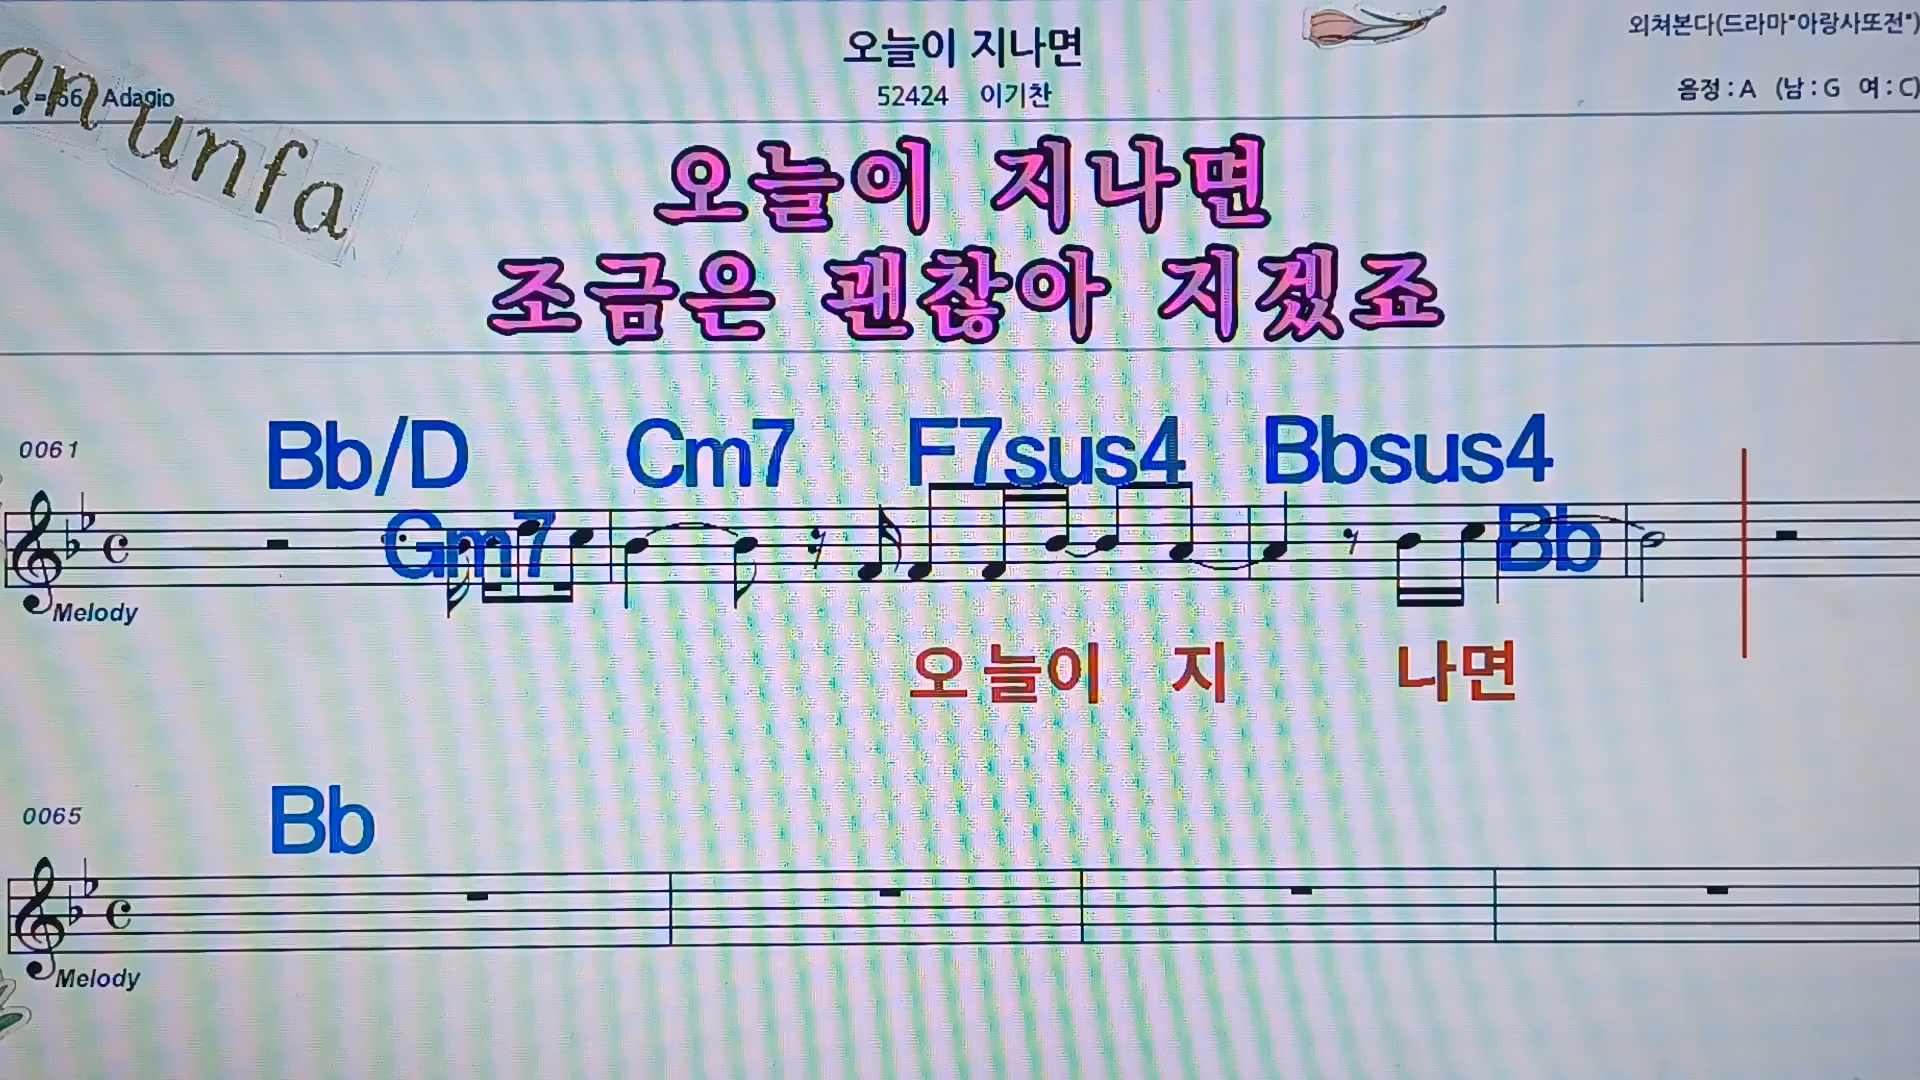 오늘이 지나면
외쳐본다(드라마"아랑사또전")
an unfa
=66 Adagio
52424 이기찬
음정 : A (남 : G 여 : C)
오늘이 지나면
조금은 괜찮아 지겠죠
0061
Bb/D Cm7 F7sus4 Bbsus4
Gm7 Bb
Melody
오늘이 지 나면
0065
Bb
Melody